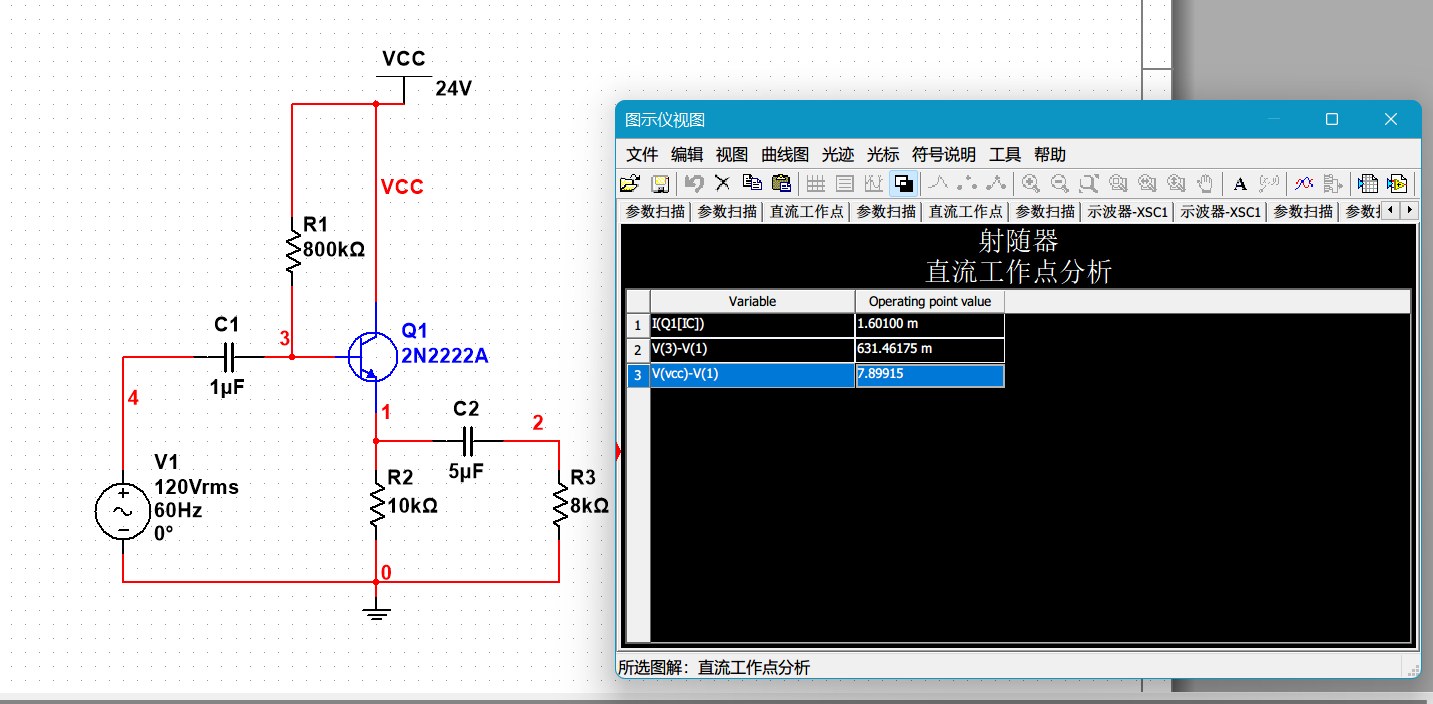 VCC
24V
VCC
R1
800kΩ
C1
3
Q1
2N2222A
1µF
4
1
C2
2
V1
120Vrms
60Hz
0°
R2
10kΩ
5µF
R3
8kΩ
0
图示仪视图
文件 编辑 视图 曲线图 光迹 光标 符号说明 工具 帮助
A
参数扫描 参数扫描 直流工作点 参数扫描 直流工作点 参数扫描 示波器-XSC1 示波器-XSC1 参数扫描 参数
射随器
直流工作点分析
Variable Operating point value
1 I(Q1[IC]) 1.60100 m
2 V(3)-V(1) 631.46175 m
3 V(vcc)-V(1) 7.89915
所选图解：直流工作点分析